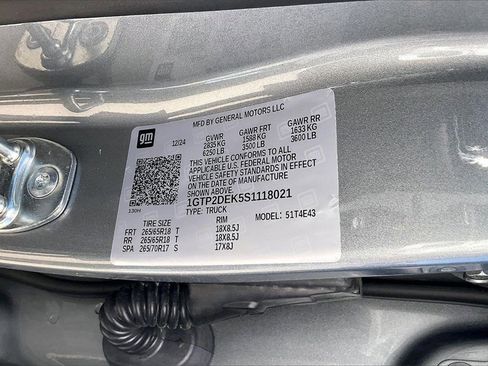 MFD BY GENERAL MOTORS LLC
gm
12/24 GVWR GAWR FRT GAWR RR
2835 KG 1588 KG 1633 KG
6250 LB 3500 LB 3600 LB
THIS VEHICLE CONFORMS TO ALL
APPLICABLE U.S. FEDERAL MOTOR
VEHICLE SAFETY STANDARDS IN EFFECT
ON THE DATE OF MANUFACTURE
SHOWN ABOVE.
1GTP2DEK5S1118021
TYPE: TRUCK MODEL: 51T4E43
TIRE SIZE RIM
FRT 265/65R18 T 18X8.5J
RR 265/65R18 T 18X8.5J
SPA 265/70R17 S 17X8J